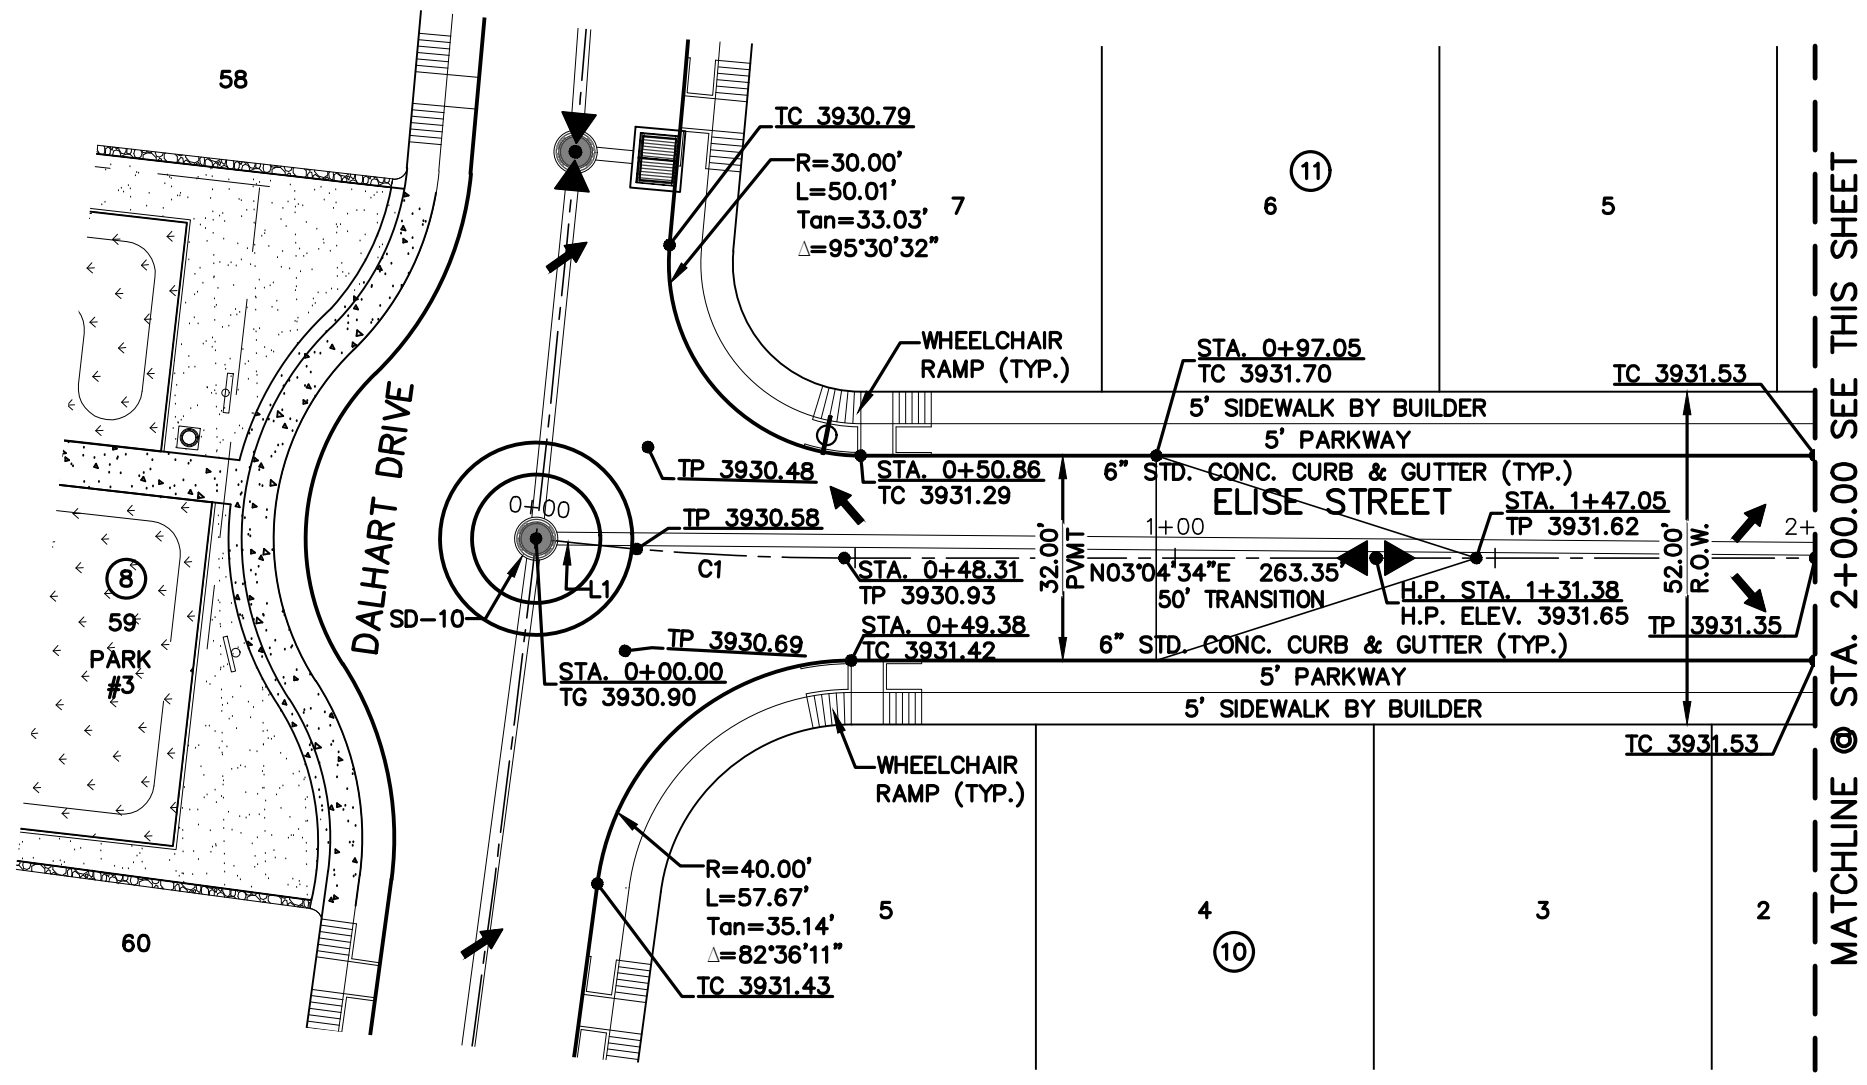 58
TC 3930.79
R=30.00'
L=50.01'
Tan=33.03'
Δ=95°30'32"
7
6
11
5
WHEELCHAIR
RAMP (TYP.)
STA. 0+97.05
TC 3931.70
TC 3931.53
5' SIDEWALK BY BUILDER
5' PARKWAY
6" STD. CONC. CURB & GUTTER (TYP.)
ELISE STREET
TP 3930.48
STA. 0+50.86
TC 3931.29
STA. 1+47.05
TP 3931.62
0+00
TP 3930.58
1+00
2+
DALHART DRIVE
32.00'
PVMT
52.00'
R.O.W.
C1
L1
STA. 0+48.31
TP 3930.93
N03°04'34"E 263.35'
50' TRANSITION
H.P. STA. 1+31.38
H.P. ELEV. 3931.65
TP 3931.35
8
59
PARK
#3
SD-10
TP 3930.69
STA. 0+49.38
TC 3931.42
6" STD. CONC. CURB & GUTTER (TYP.)
STA. 0+00.00
TG 3930.90
5' PARKWAY
5' SIDEWALK BY BUILDER
TC 3931.53
WHEELCHAIR
RAMP (TYP.)
R=40.00'
L=57.67'
Tan=35.14'
Δ=82°36'11"
TC 3931.43
60
5
4
10
3
2
MATCHLINE @ STA. 2+00.00 SEE THIS SHEET